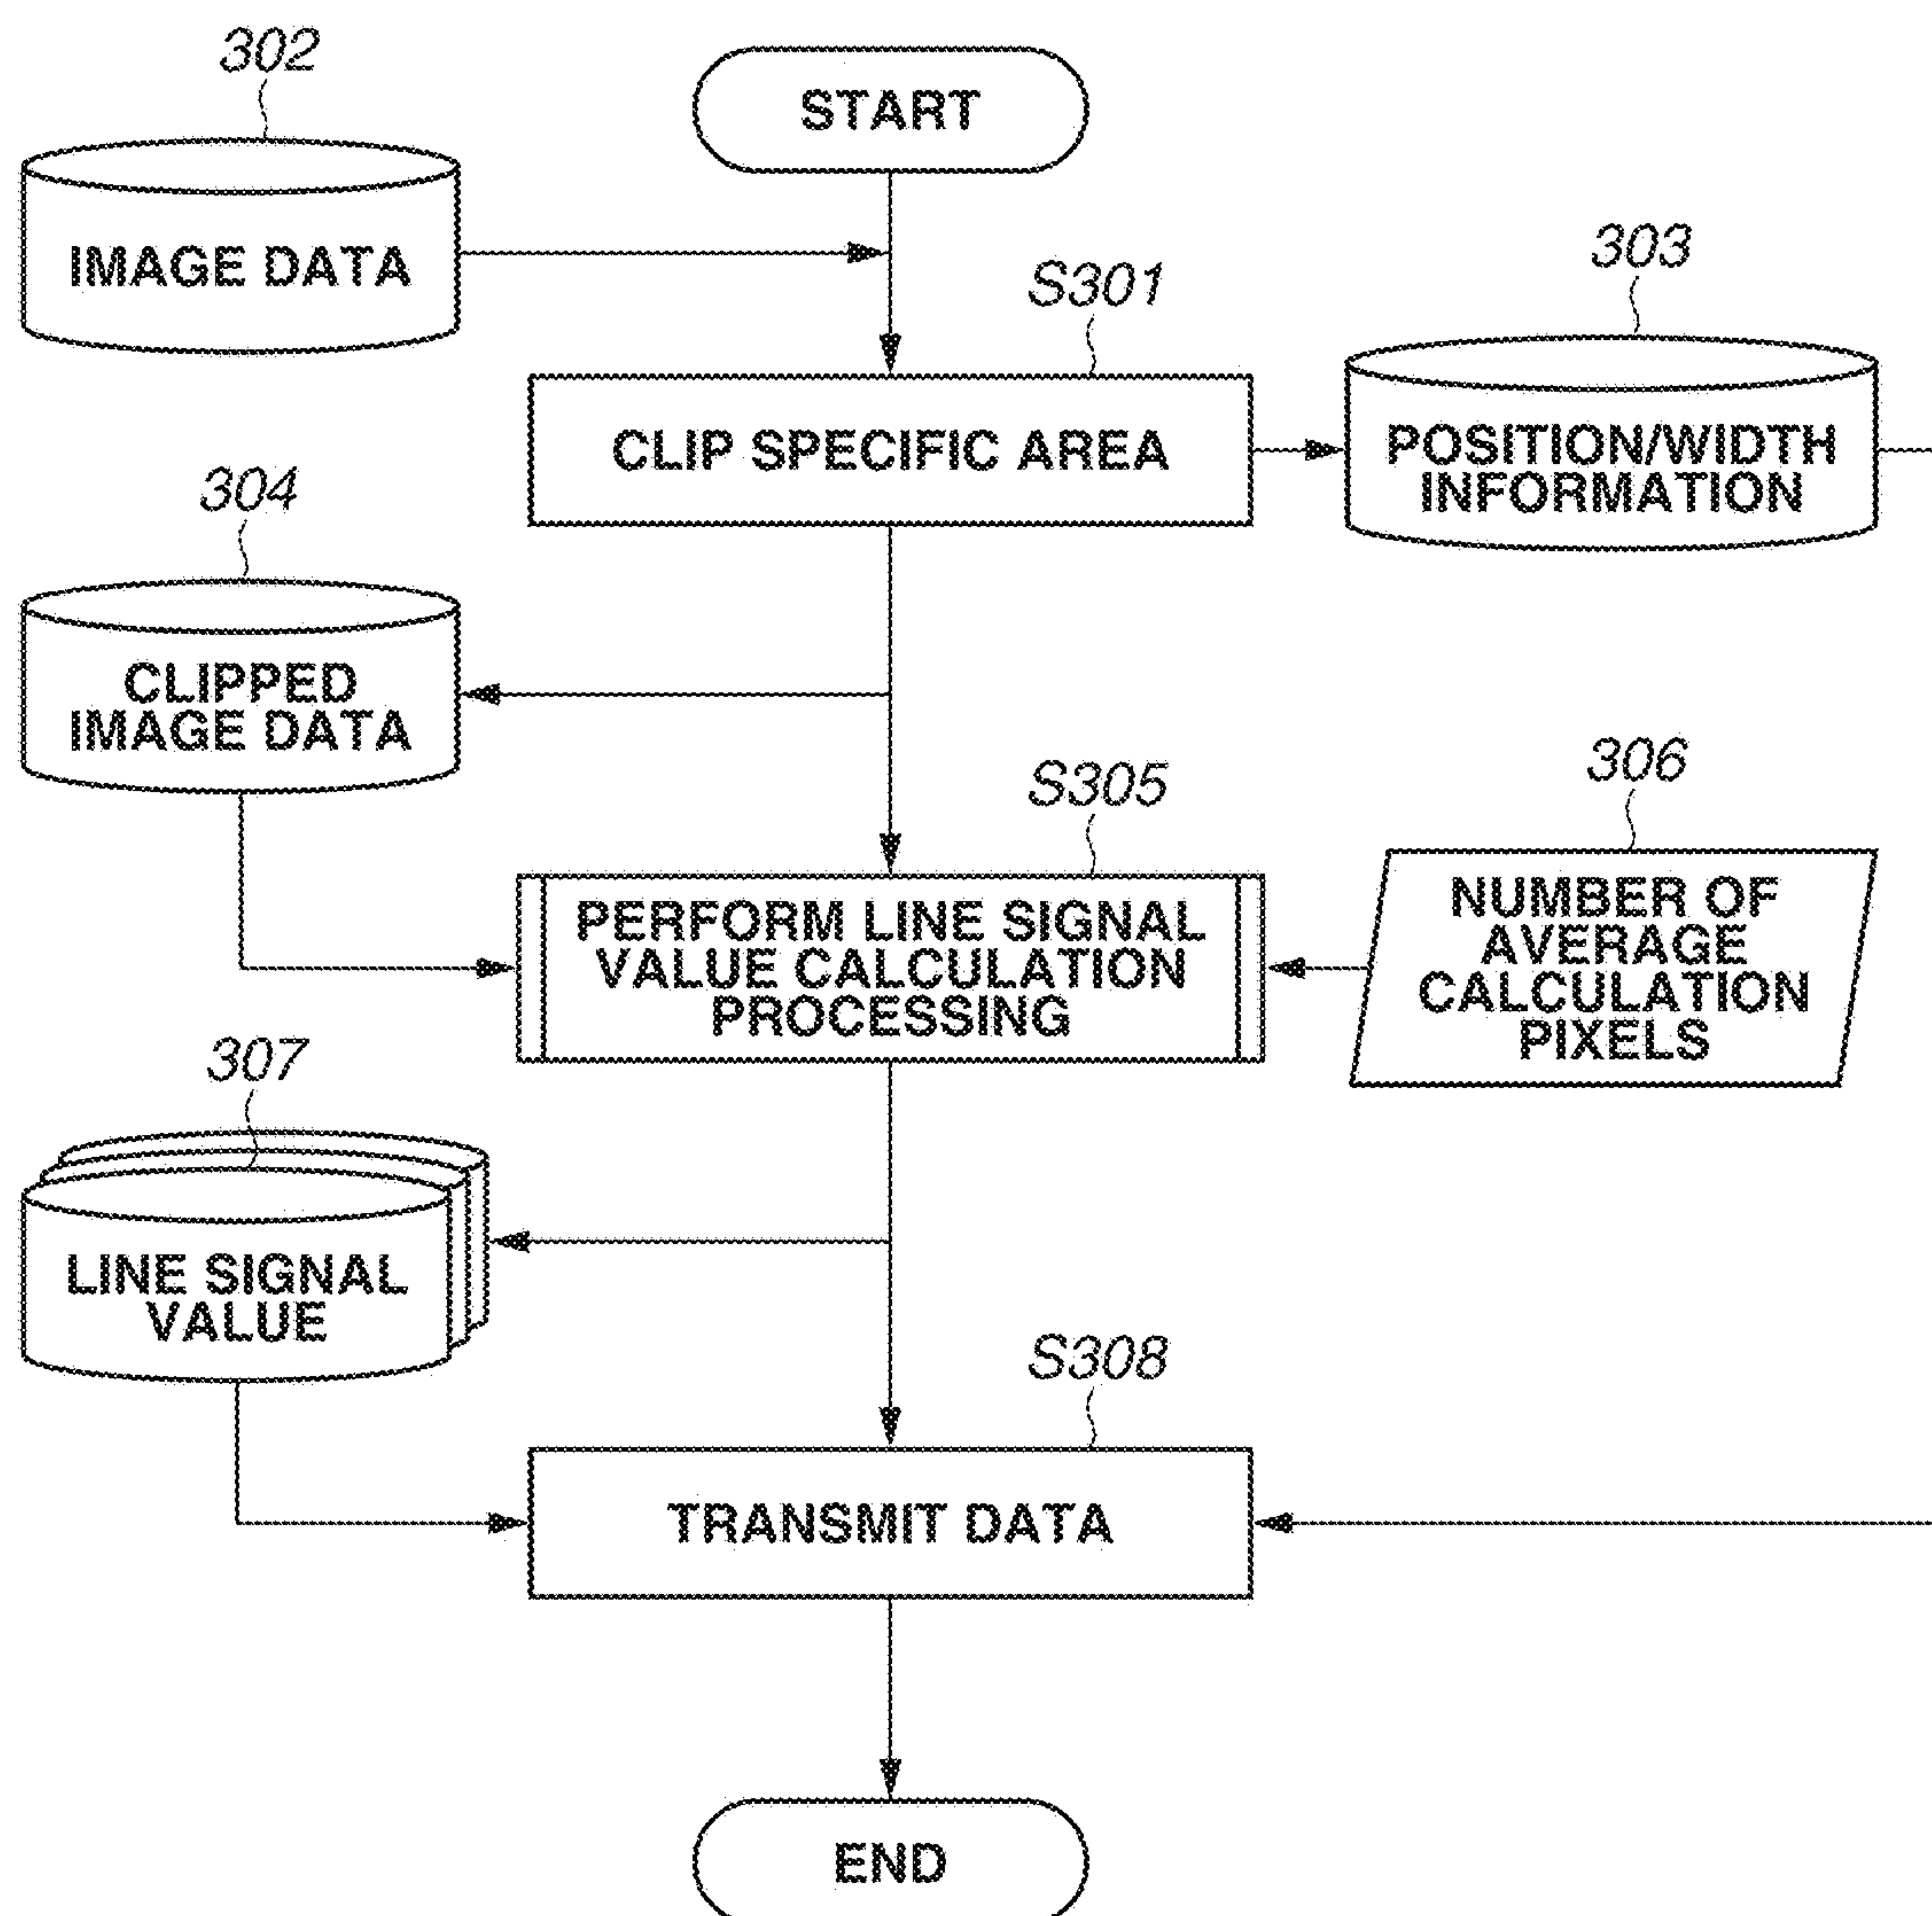 302
START
IMAGE DATA
S301
303
CLIP SPECIFIC AREA
POSITION/WIDTH
INFORMATION
304
CLIPPED
IMAGE DATA
S305
306
PERFORM LINE SIGNAL
VALUE CALCULATION
PROCESSING
NUMBER OF
AVERAGE
CALCULATION
PIXELS
307
LINE SIGNAL
VALUE
S308
TRANSMIT DATA
END